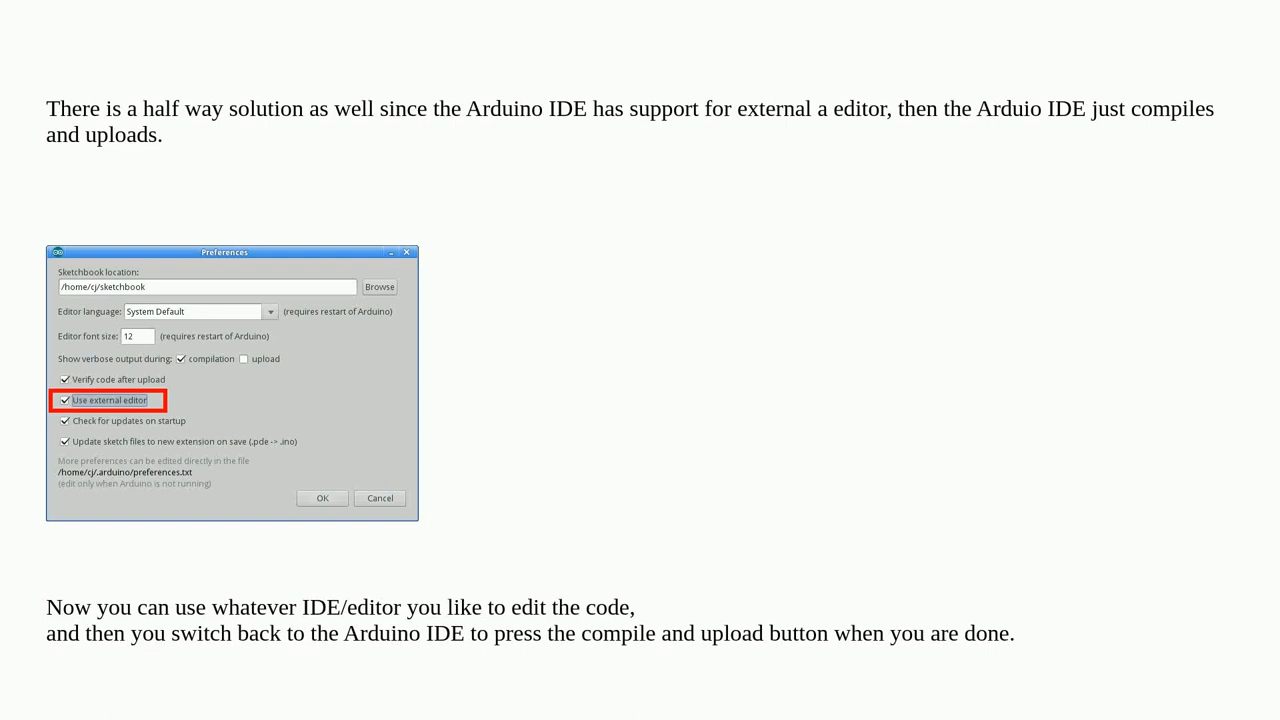 There is a half way solution as well since the Arduino IDE has support for external a editor, then the Arduio IDE just compiles
and uploads.
Preferences
Sketchbook location:
/home/cj/sketchbook Browse
Editor language: System Default (requires restart of Arduino)
Editor font size: 12 (requires restart of Arduino)
Show verbose output during: compilation upload
Verify code after upload
Use external editor
Check for updates on startup
Update sketch files to new extension on save (.pde -> .ino)
More preferences can be edited directly in the file
/home/cj/.arduino/preferences.txt
(edit only when Arduino is not running)
OK Cancel
Now you can use whatever IDE/editor you like to edit the code,
and then you switch back to the Arduino IDE to press the compile and upload button when you are done.